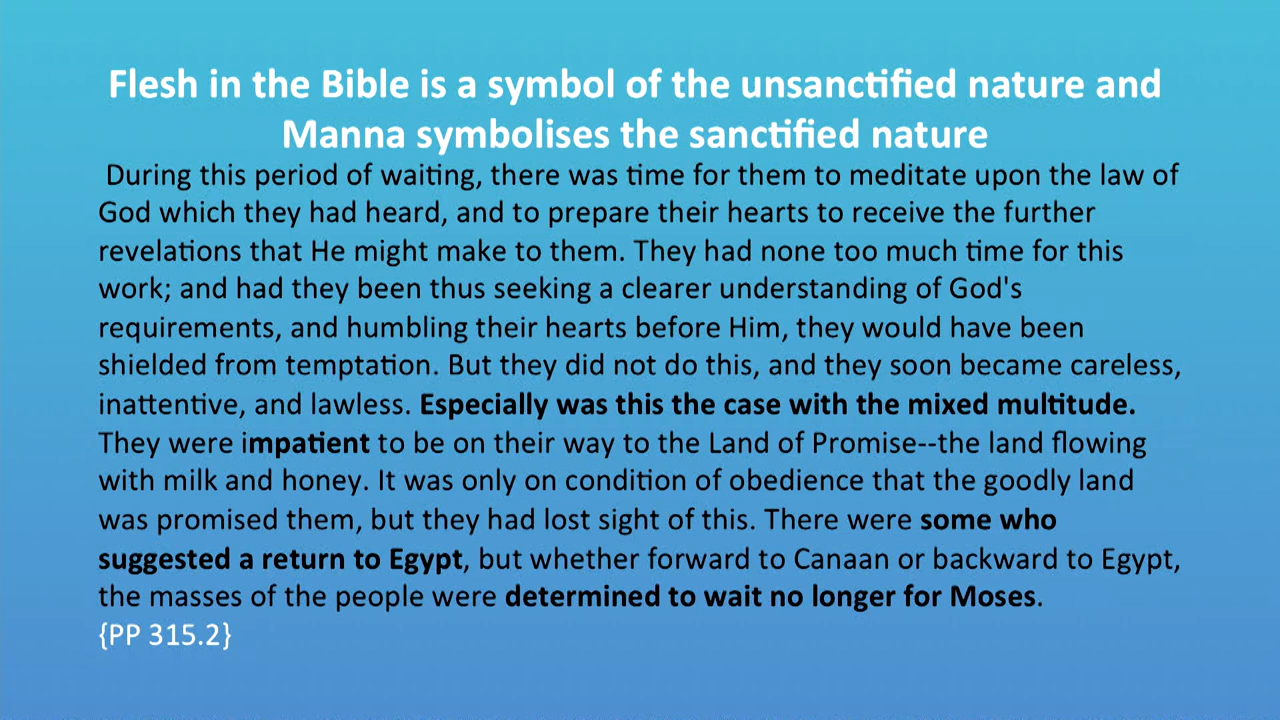 Flesh in the Bible is a symbol of the unsanctified nature and
Manna symbolises the sanctified nature
During this period of waiting, there was time for them to meditate upon the law of
God which they had heard, and to prepare their hearts to receive the further
revelations that He might make to them. They had none too much time for this
work; and had they been thus seeking a clearer understanding of God's
requirements, and humbling their hearts before Him, they would have been
shielded from temptation. But they did not do this, and they soon became careless,
inattentive, and lawless. Especially was this the case with the mixed multitude.
They were impatient to be on their way to the Land of Promise--the land flowing
with milk and honey. It was only on condition of obedience that the goodly land
was promised them, but they had lost sight of this. There were some who
suggested a return to Egypt, but whether forward to Canaan or backward to Egypt,
the masses of the people were determined to wait no longer for Moses.
{PP 315.2}